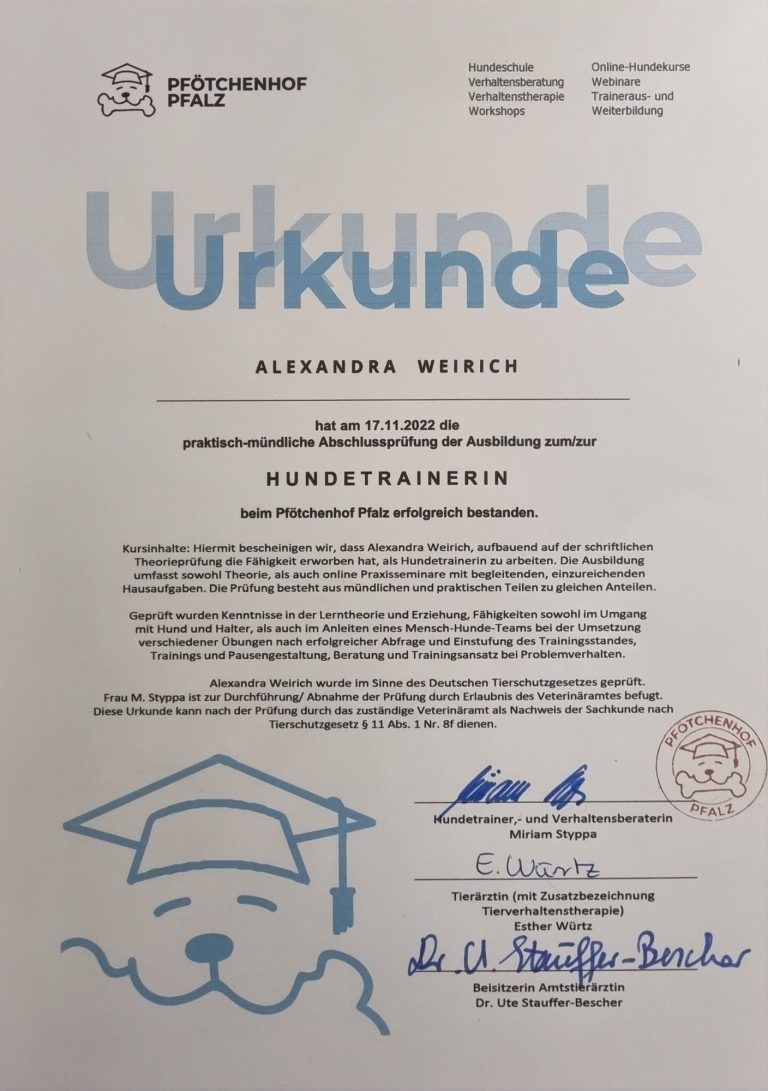 PFÖTCHENHOF
PFALZ
Hundeschule
Verhaltensberatung
Verhaltenstherapie
Workshops
Online-Hundekurse
Webinare
Traineraus- und
Weiterbildung
Urkunde
Urkunde
ALEXANDRA WEIRICH
hat am 17.11.2022 die
praktisch-mündliche Abschlussprüfung der Ausbildung zum/zur
HUNDETRAINERIN
beim Pfötchenhof Pfalz erfolgreich bestanden.
Kursinhalte: Hiermit bescheinigen wir, dass Alexandra Weirich, aufbauend auf der schriftlichen
Theorieprüfung die Fähigkeit erworben hat, als Hundetrainerin zu arbeiten. Die Ausbildung
umfasst sowohl Theorie, als auch online Praxisseminare mit begleitenden, einzureichenden
Hausaufgaben. Die Prüfung besteht aus mündlichen und praktischen Teilen zu gleichen Anteilen.
Geprüft wurden Kenntnisse in der Lerntheorie und Erziehung, Fähigkeiten sowohl im Umgang
mit Hund und Halter, als auch im Anleiten eines Mensch-Hunde-Teams bei der Umsetzung
verschiedener Übungen nach erfolgreicher Abfrage und Einstufung des Trainingsstandes,
Trainings und Pausengestaltung, Beratung und Trainingsansatz bei Problemverhalten.
Alexandra Weirich wurde im Sinne des Deutschen Tierschutzgesetzes geprüft.
Frau M. Styppa ist zur Durchführung/ Abnahme der Prüfung durch Erlaubnis des Veterinäramtes befugt.
Diese Urkunde kann nach der Prüfung durch das zuständige Veterinäramt als Nachweis der Sachkunde nach
Tierschutzgesetz § 11 Abs. 1 Nr. 8f dienen.
PFÖTCHENHOF
PFALZ
Miriam
Hundetrainer,- und Verhaltensberaterin
Miriam Styppa
E. Würtz
Tierärztin (mit Zusatzbezeichnung
Tierverhaltenstherapie)
Esther Würtz
Dr. U. Stauffer-Bescher
Beisitzerin Amtstierärztin
Dr. Ute Stauffer-Bescher